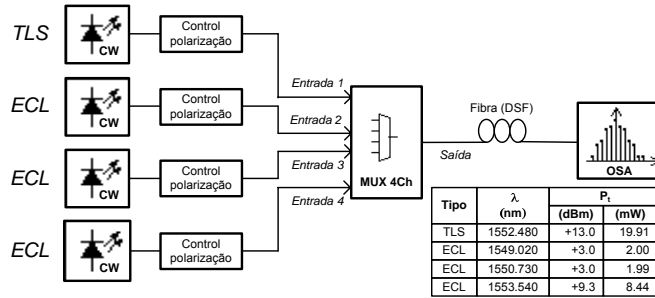 TLS
CW
Control
polarização
Entrada 1
ECL
CW
Control
polarização
Entrada 2
ECL
CW
Control
polarização
Entrada 3
ECL
CW
Control
polarização
Entrada 4
MUX 4Ch
Saída
Fibra (DSF)
OSA
Tipo λ (nm) Pt
(dBm) (mW)
TLS 1552.480 +13.0 19.91
ECL 1549.020 +3.0 2.00
ECL 1550.730 +3.0 1.99
ECL 1553.540 +9.3 8.44